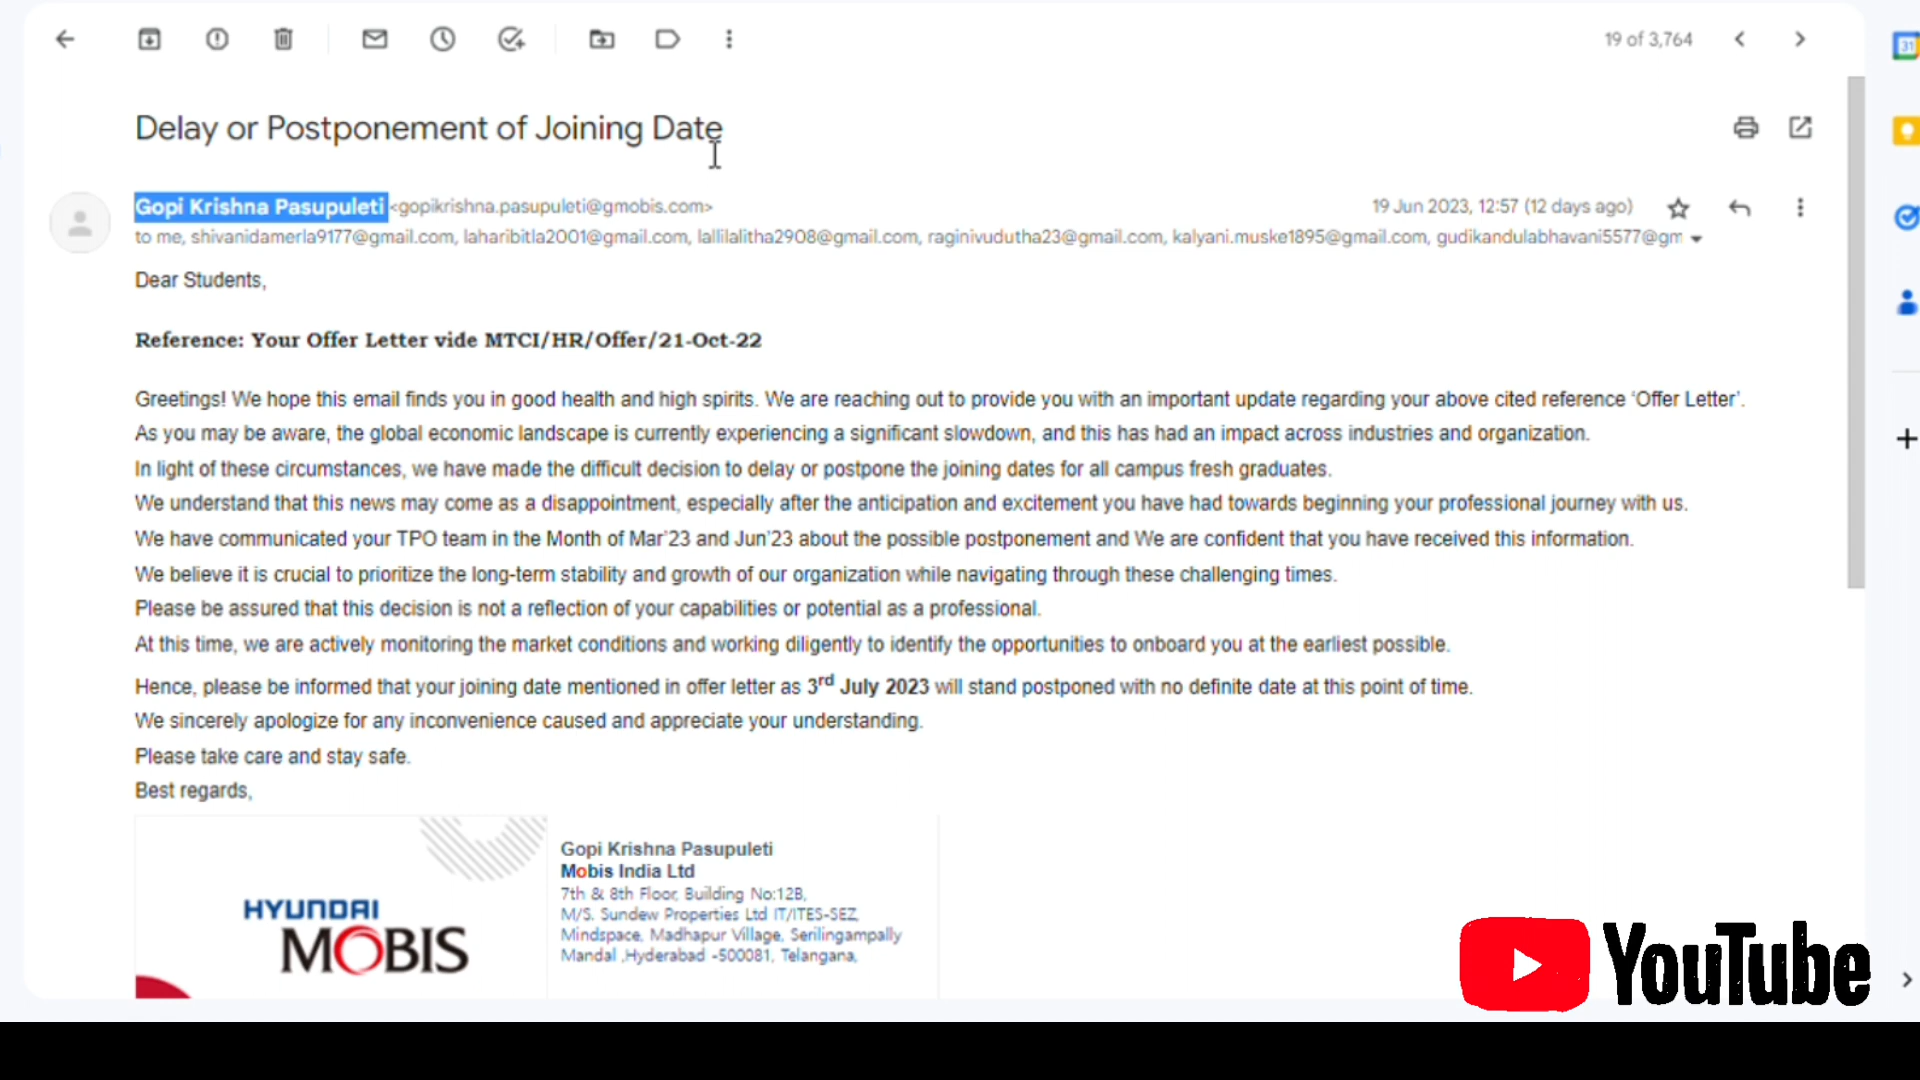 19 of 3,764
31
Delay or Postponement of Joining Date
Gopi Krishna Pasupuleti <gopikrishna.pasupuleti@gmobis.com>
19 Jun 2023, 12:57 (12 days ago)
to me, shivanidamerla9177@gmail.com, laharibitla2001@gmail.com, lallilalitha2908@gmail.com, raginivudutha23@gmail.com, kalyani.muske1895@gmail.com, gudikandulabhavani5577@gm
Dear Students,
Reference: Your Offer Letter vide MTCI/HR/Offer/21-Oct-22
Greetings! We hope this email finds you in good health and high spirits. We are reaching out to provide you with an important update regarding your above cited reference ‘Offer Letter’.
As you may be aware, the global economic landscape is currently experiencing a significant slowdown, and this has had an impact across industries and organization.
In light of these circumstances, we have made the difficult decision to delay or postpone the joining dates for all campus fresh graduates.
We understand that this news may come as a disappointment, especially after the anticipation and excitement you have had towards beginning your professional journey with us.
We have communicated your TPO team in the Month of Mar’23 and Jun’23 about the possible postponement and We are confident that you have received this information.
We believe it is crucial to prioritize the long-term stability and growth of our organization while navigating through these challenging times.
Please be assured that this decision is not a reflection of your capabilities or potential as a professional.
At this time, we are actively monitoring the market conditions and working diligently to identify the opportunities to onboard you at the earliest possible.
Hence, please be informed that your joining date mentioned in offer letter as 3rd July 2023 will stand postponed with no definite date at this point of time.
We sincerely apologize for any inconvenience caused and appreciate your understanding.
Please take care and stay safe.
Best regards,
HYUNDAI
MOBIS
Gopi Krishna Pasupuleti
Mobis India Ltd
7th & 8th Floor, Building No:12B,
M/S. Sundew Properties Ltd IT/ITES-SEZ,
Mindspace, Madhapur Village, Serilingampally
Mandal ,Hyderabad -500081, Telangana,
YouTube